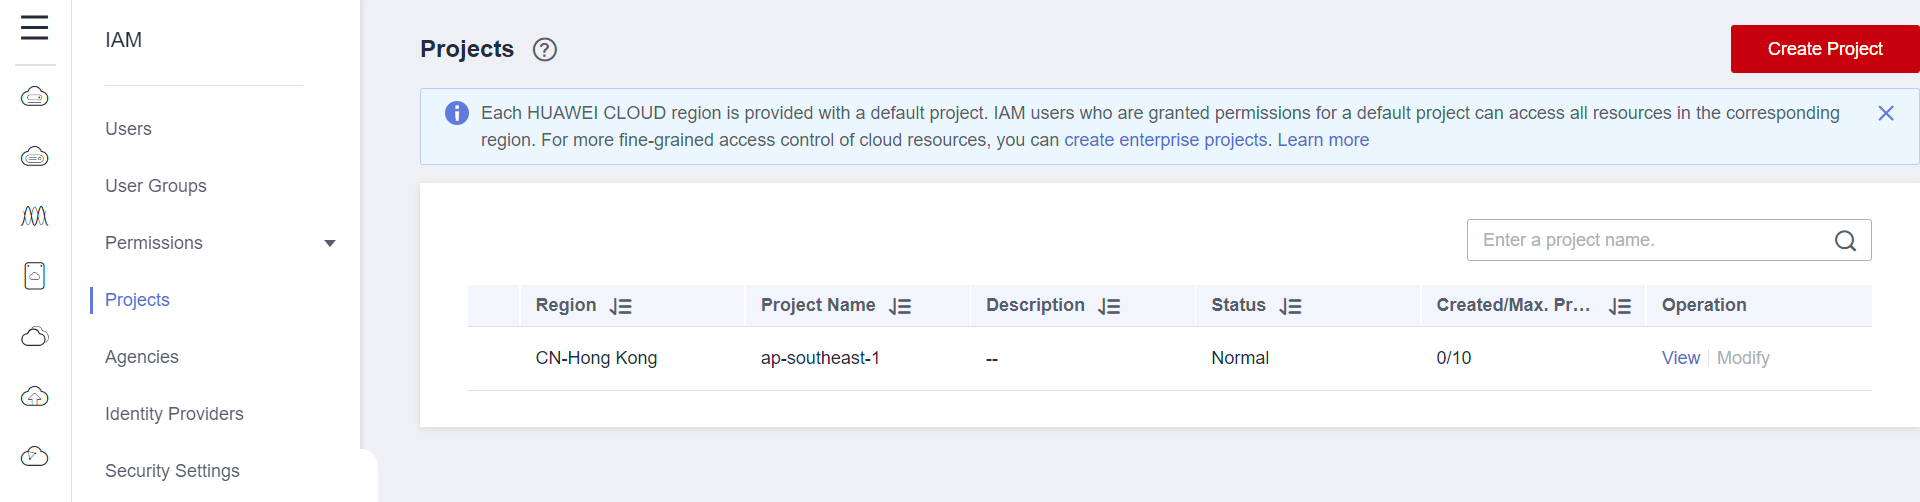 IAM
Users
User Groups
Permissions
Projects
Agencies
Identity Providers
Security Settings
Projects ?
Create Project
Each HUAWEI CLOUD region is provided with a default project. IAM users who are granted permissions for a default project can access all resources in the corresponding
region. For more fine-grained access control of cloud resources, you can create enterprise projects. Learn more
Enter a project name.
Region Project Name Description Status Created/Max. Pr... Operation
CN-Hong Kong ap-southeast-1 -- Normal 0/10 View Modify